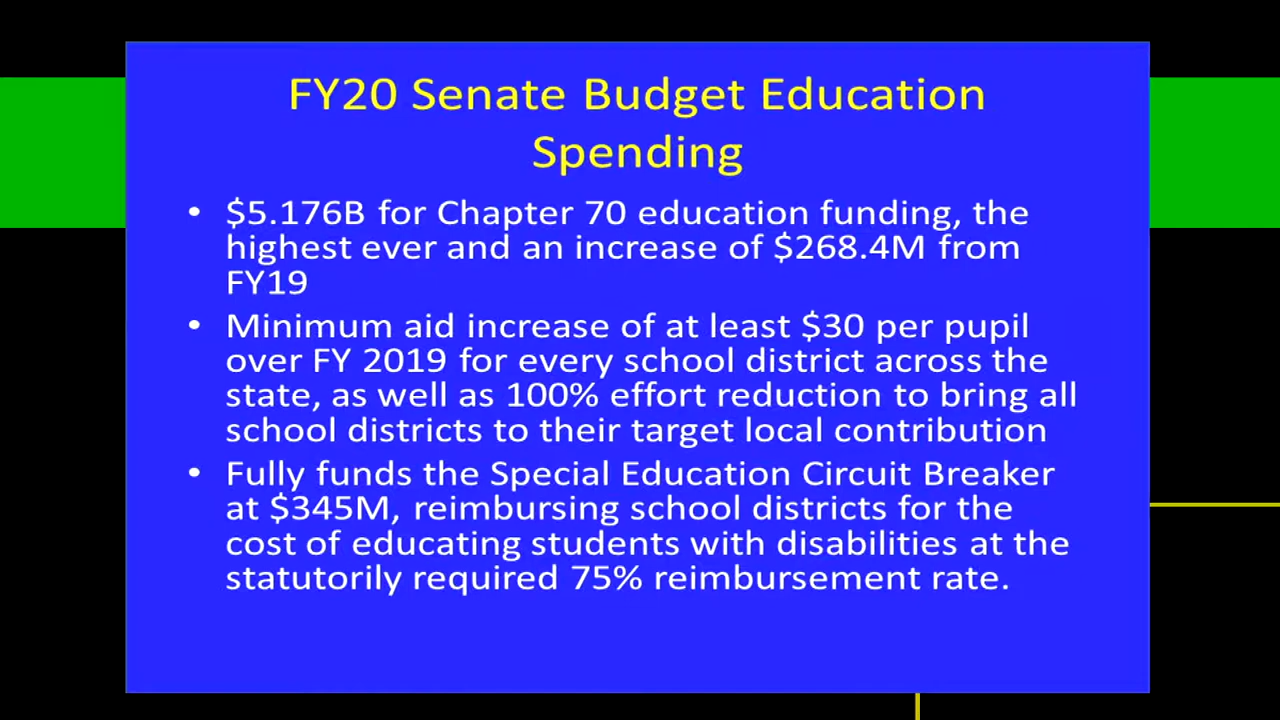 FY20 Senate Budget Education
Spending
• $5.176B for Chapter 70 education funding, the
highest ever and an increase of $268.4M from
FY19
• Minimum aid increase of at least $30 per pupil
over FY 2019 for every school district across the
state, as well as 100% effort reduction to bring all
school districts to their target local contribution
• Fully funds the Special Education Circuit Breaker
at $345M, reimbursing school districts for the
cost of educating students with disabilities at the
statutorily required 75% reimbursement rate.